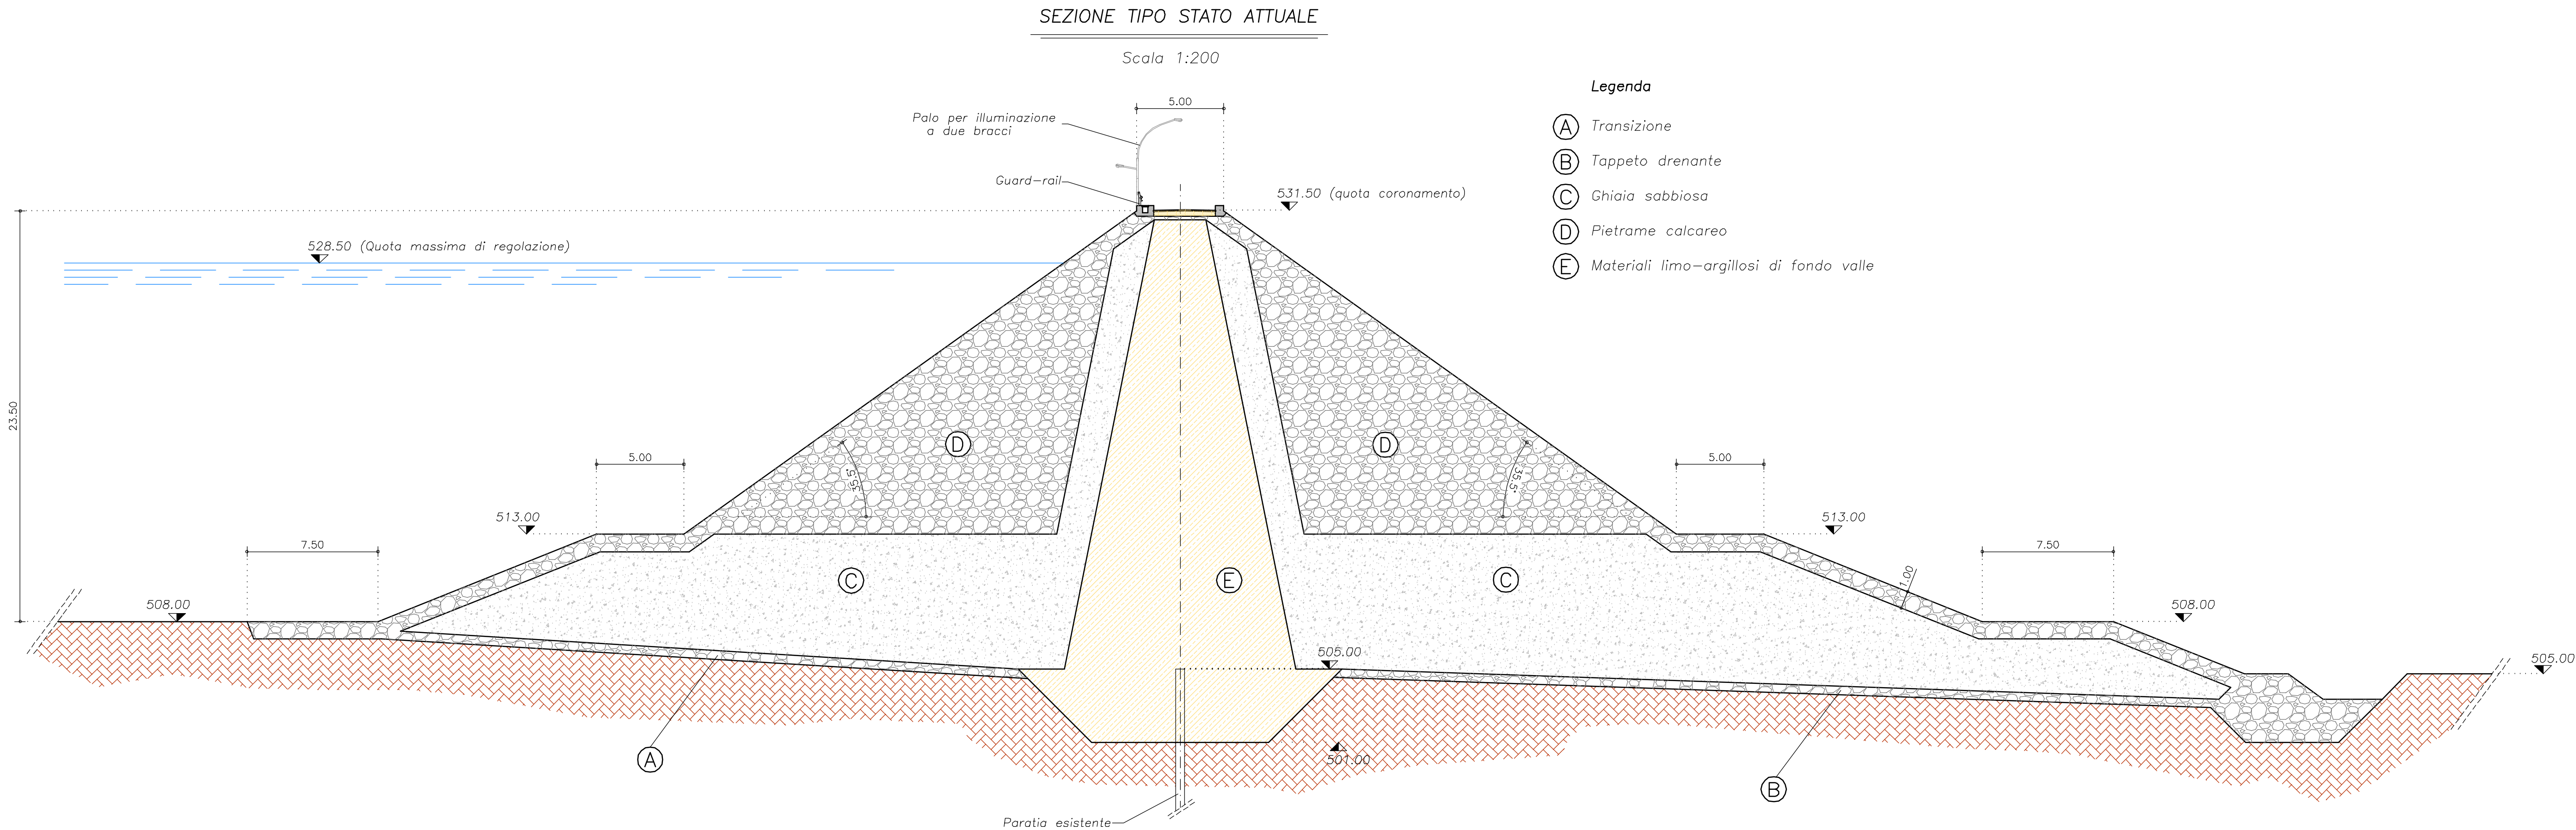 SEZIONE TIPO STATO ATTUALE
Scala 1:200
Legenda
A Transizione
B Tappeto drenante
C Ghiaia sabbiosa
D Pietrame calcareo
E Materiali limo-argillosi di fondo valle
5.00
Palo per illuminazione
a due bracci
Guard-rail
531.50 (quota coronamento)
528.50 (Quota massima di regolazione)
23.50
D
D
5.00
5.00
35.5°
35.5°
513.00
513.00
7.50
7.50
C
E
C
1.00
508.00
508.00
505.00
505.00
501.00
A
B
Paratia esistente